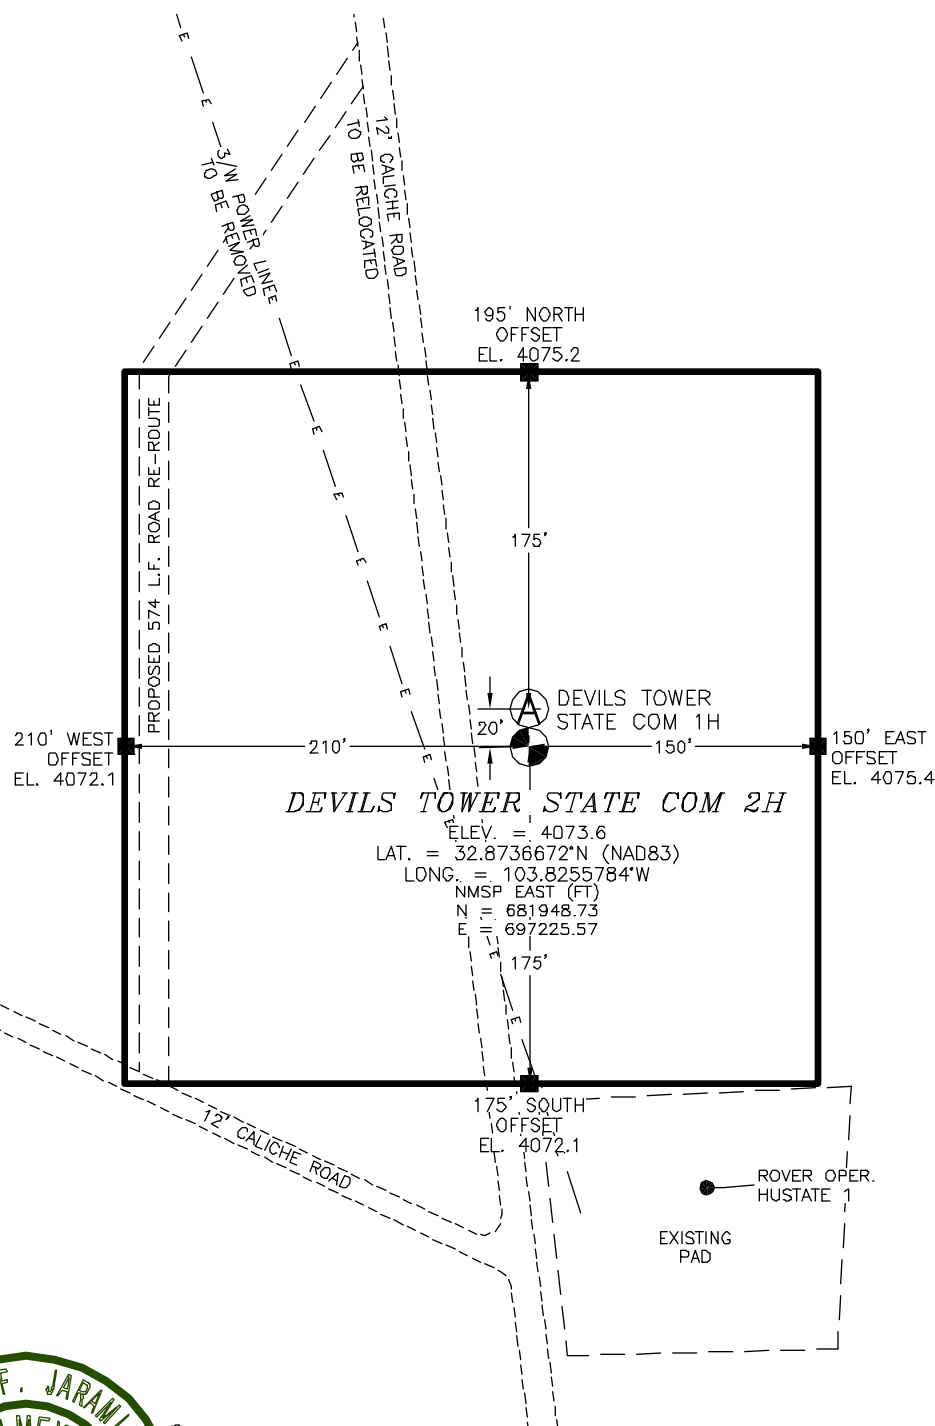 3/W POWER LINE
TO BE REMOVED
12' CALICHE ROAD
TO BE RELOCATED
195' NORTH
OFFSET
EL. 4075.2
PROPOSED 574 L.F. ROAD RE-ROUTE
175'
A
DEVILS TOWER
STATE COM 1H
20'
210' WEST
OFFSET
EL. 4072.1
210'
150'
150' EAST
OFFSET
EL. 4075.4
DEVILS TOWER STATE COM 2H
ELEV. = 4073.6
LAT. = 32.8736672°N (NAD83)
LONG. = 103.8255784°W
NMSP EAST (FT)
N = 681948.73
E = 697225.57
175'
175' SOUTH
OFFSET
EL. 4072.1
12' CALICHE ROAD
ROVER OPER.
HUSTATE 1
EXISTING
PAD
F. JARAM